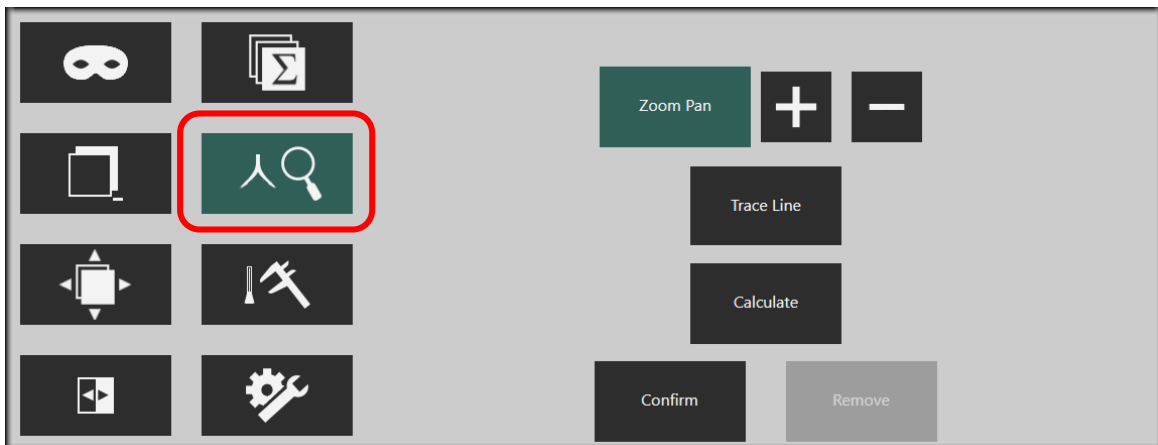 Σ
Zoom Pan
Trace Line
Calculate
Confirm
Remove